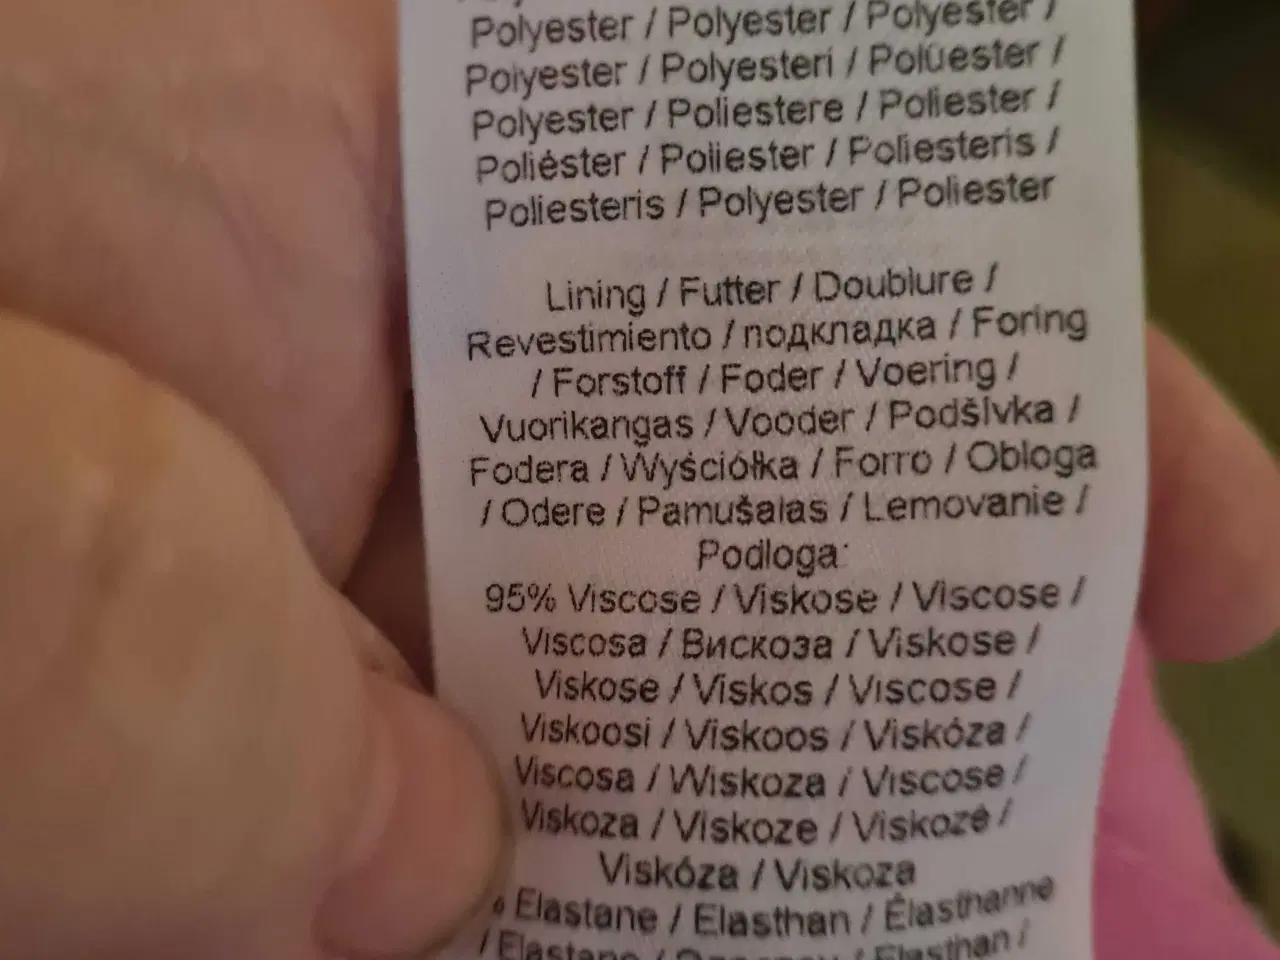 Polyester / Polyester / Polyester /
Polyester / Polyesteri / Polüester /
Polyester / Poliestere / Poliester /
Poliéster / Poliester / Poliesteris /
Poliesteris / Polyester / Poliester
Lining / Futter / Doublure /
Revestimiento / подкладка / Foring
/ Forstoff / Foder / Voering /
Vuorikangas / Vooder / Podšívka /
Fodera / Wyściółka / Forro / Obloga
/ Odere / Pamušalas / Lemovanie /
Podloga:
95% Viscose / Viskose / Viscose /
Viscosa / Вискоза / Viskose /
Viskose / Viskos / Viscose /
Viskoosi / Viskoos / Viskóza /
Viscosa / Wiskoza / Viscose /
Viskoza / Viskoze / Viskozė /
Viskóza / Viskoza
% Elastane / Elasthan / Élasthanne
/ Elastano / / Elasthan /